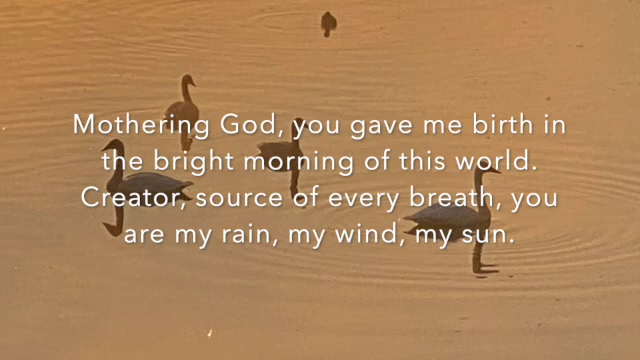 Mothering God, you gave me birth in
the bright morning of this world.
Creator, source of every breath, you
are my rain, my wind, my sun.